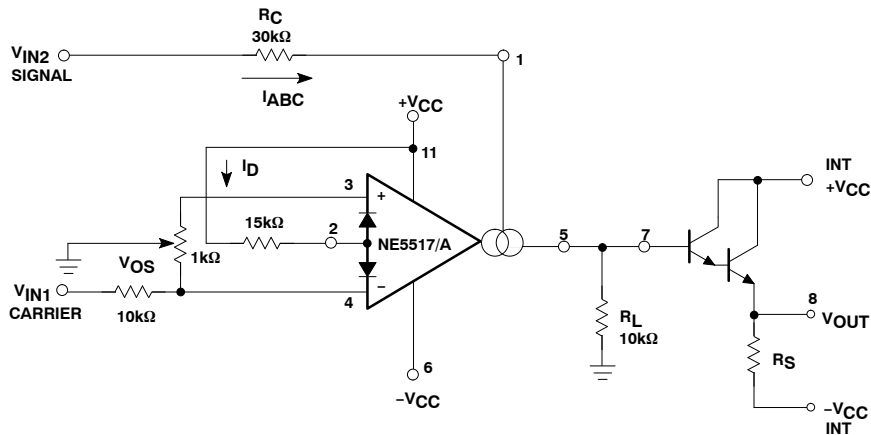 RC
30kΩ
VIN2
SIGNAL
1
IABC
+VCC
11
ID
INT
+VCC
3
+
15kΩ
2
NE5517/A
5
7
VOS
1kΩ
VIN1
CARRIER
10kΩ
4
−
RL
10kΩ
8
VOUT
6
−VCC
RS
−VCC
INT